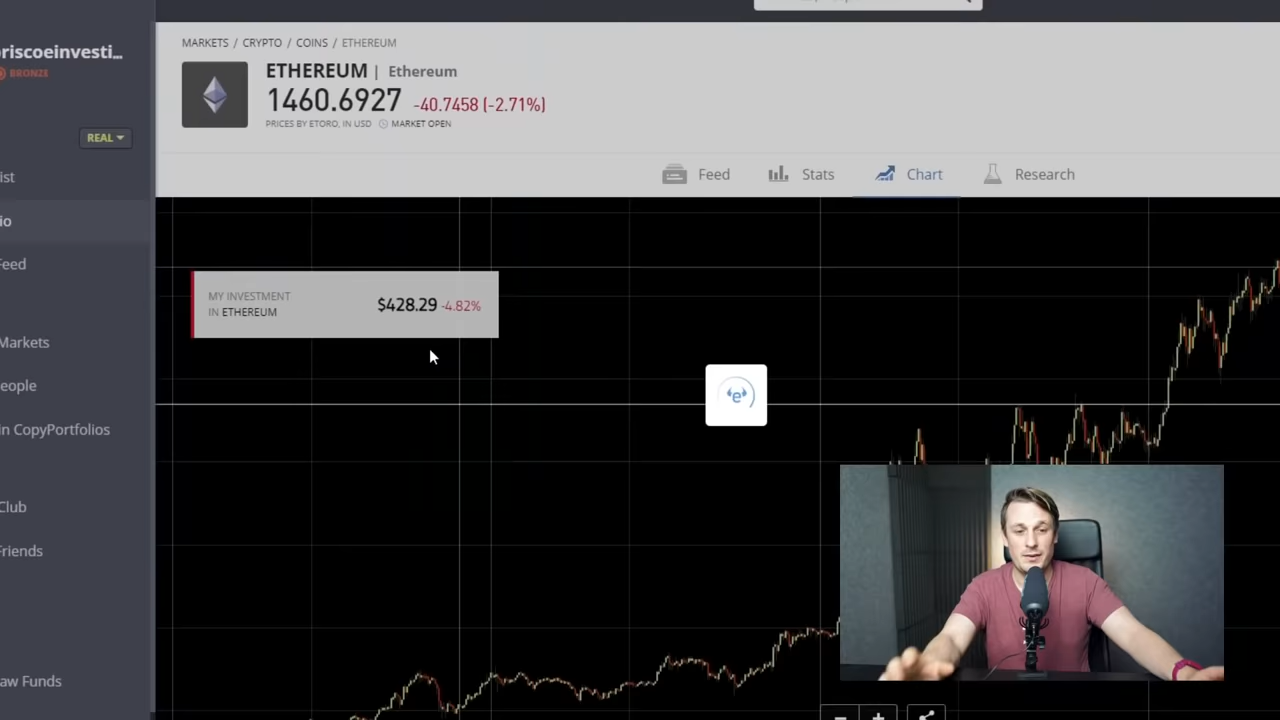 riscoeinvesti...
BRONZE
REAL
ist
io
Feed
Markets
eople
in CopyPortfolios
Club
Friends
aw Funds
MARKETS / CRYPTO / COINS / ETHEREUM
ETHEREUM | Ethereum
1460.6927 -40.7458 (-2.71%)
PRICES BY ETORO, IN USD MARKET OPEN
Feed Stats Chart Research
MY INVESTMENT
IN ETHEREUM
$428.29 -4.82%
e